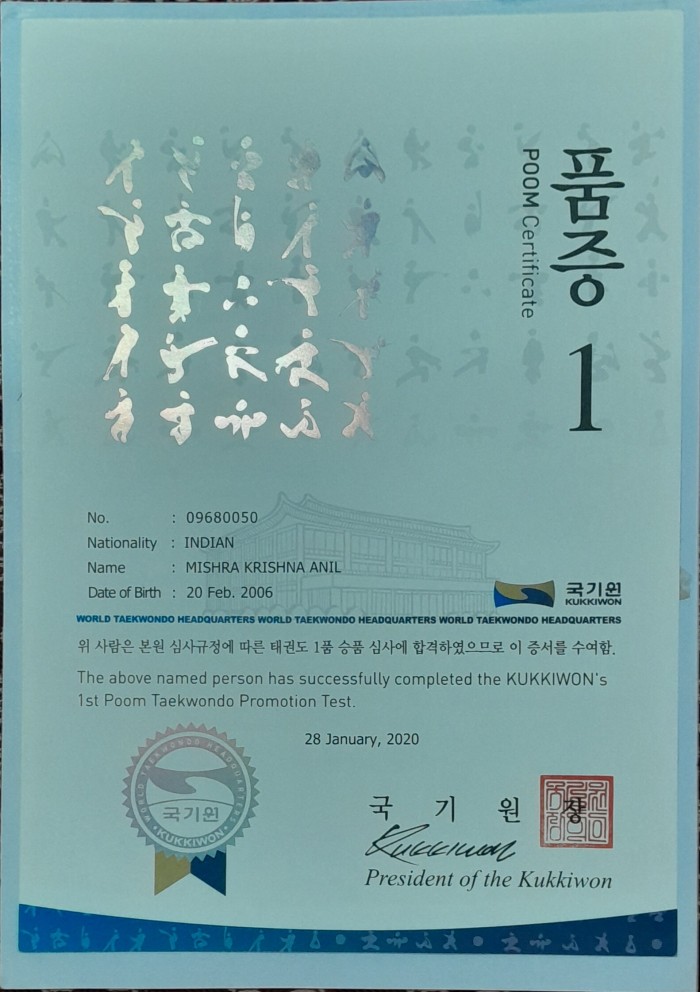 품증 1
POOM Certificate
No. : 09680050
Nationality : INDIAN
Name : MISHRA KRISHNA ANIL
Date of Birth : 20 Feb. 2006
국기원
KUKKIWON
WORLD TAEKWONDO HEADQUARTERS WORLD TAEKWONDO HEADQUARTERS WORLD TAEKWONDO HEADQUARTERS
위 사람은 본원 심사규정에 따른 태권도 1품 승품 심사에 합격하였으므로 이 증서를 수여함.
The above named person has successfully completed the KUKKIWON's
1st Poom Taekwondo Promotion Test.
28 January, 2020
WORLD TAEKWONDO HEADQUARTERS
국기원
KUKKIWON
국 기 원 장
Kukkiwon
President of the Kukkiwon